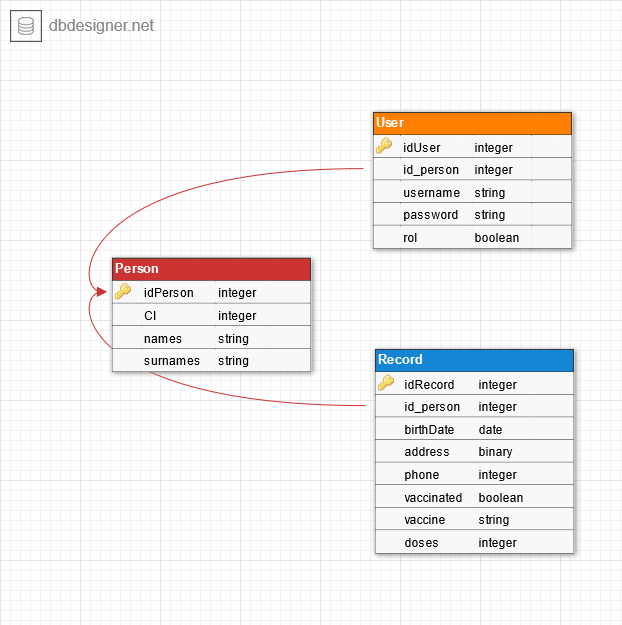 dbdesigner.net
User
idUser integer
id_person integer
username string
password string
rol boolean
Person
idPerson integer
CI integer
names string
surnames string
Record
idRecord integer
id_person integer
birthDate date
address binary
phone integer
vaccinated boolean
vaccine string
doses integer